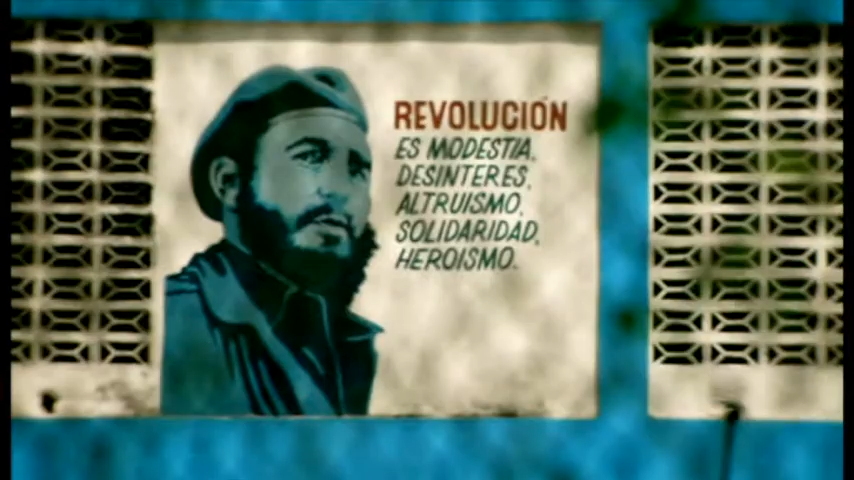 REVOLUCIÓN
ES MODESTIA.
DESINTERES,
ALTRUISMO,
SOLIDARIDAD,
HEROISMO.